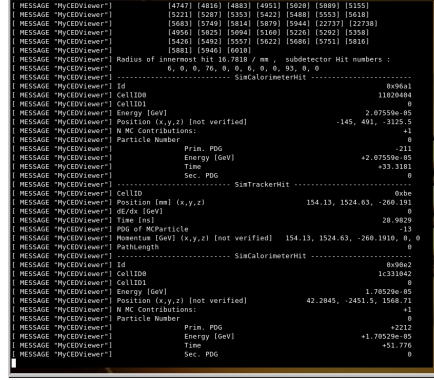 [ MESSAGE "MyCEDViewer"] [4747] [4816] [4883] [4951] [5020] [5089] [5155]
[ MESSAGE "MyCEDViewer"] [5221] [5287] [5353] [5422] [5488] [5553] [5618]
[ MESSAGE "MyCEDViewer"] [5683] [5749] [5814] [5879] [5944] [22737] [22738]
[ MESSAGE "MyCEDViewer"] [4956] [5025] [5094] [5160] [5226] [5292] [5358]
[ MESSAGE "MyCEDViewer"] [5426] [5492] [5557] [5622] [5686] [5751] [5816]
[ MESSAGE "MyCEDViewer"] [5881] [5946] [6010]
[ MESSAGE "MyCEDViewer"] Radius of innermost hit 16.7818 / mm , subdetector Hit numbers :
[ MESSAGE "MyCEDViewer"] 6, 0, 0, 76, 0, 0, 6, 0, 0, 93, 0, 0
[ MESSAGE "MyCEDViewer"] ------------------------- SimCalorimeterHit -------------------------
[ MESSAGE "MyCEDViewer"] Id 0x96a1
[ MESSAGE "MyCEDViewer"] CellID0 11020404
[ MESSAGE "MyCEDViewer"] CellID1 0
[ MESSAGE "MyCEDViewer"] Energy [GeV] 2.07559e-05
[ MESSAGE "MyCEDViewer"] Position (x,y,z) [not verified] -145, 491, -3125.5
[ MESSAGE "MyCEDViewer"] N MC Contributions: +1
[ MESSAGE "MyCEDViewer"] Particle Number 0
[ MESSAGE "MyCEDViewer"] Prim. PDG -211
[ MESSAGE "MyCEDViewer"] Energy [GeV] +2.07559e-05
[ MESSAGE "MyCEDViewer"] Time +33.3181
[ MESSAGE "MyCEDViewer"] Sec. PDG 0
[ MESSAGE "MyCEDViewer"] ------------------------- SimTrackerHit -------------------------
[ MESSAGE "MyCEDViewer"] CellID 0xbe
[ MESSAGE "MyCEDViewer"] Position [mm] (x,y,z) 154.13, 1524.63, -260.191
[ MESSAGE "MyCEDViewer"] dE/dx [GeV] 0
[ MESSAGE "MyCEDViewer"] Time [ns] 28.9829
[ MESSAGE "MyCEDViewer"] PDG of MCParticle -13
[ MESSAGE "MyCEDViewer"] Momentum [GeV] (x,y,z) [not verified] 154.13, 1524.63, -260.1910, 0, 0
[ MESSAGE "MyCEDViewer"] PathLength 0
[ MESSAGE "MyCEDViewer"] ------------------------- SimCalorimeterHit -------------------------
[ MESSAGE "MyCEDViewer"] Id 0x90e2
[ MESSAGE "MyCEDViewer"] CellID0 1c331042
[ MESSAGE "MyCEDViewer"] CellID1 0
[ MESSAGE "MyCEDViewer"] Energy [GeV] 1.70529e-05
[ MESSAGE "MyCEDViewer"] Position (x,y,z) [not verified] 42.2045, -2451.5, 1568.71
[ MESSAGE "MyCEDViewer"] N MC Contributions: +1
[ MESSAGE "MyCEDViewer"] Particle Number 0
[ MESSAGE "MyCEDViewer"] Prim. PDG +2212
[ MESSAGE "MyCEDViewer"] Energy [GeV] +1.70529e-05
[ MESSAGE "MyCEDViewer"] Time +51.776
[ MESSAGE "MyCEDViewer"] Sec. PDG 0